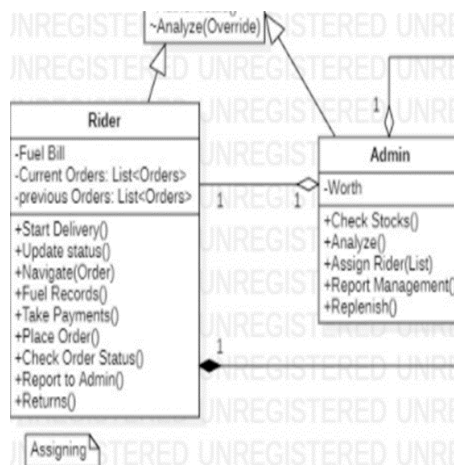 ~Analyze(Override)
Rider
-Fuel Bill
-Current Orders: List<Orders>
-previous Orders: List<Orders>
+Start Delivery()
+Update status()
+Navigate(Order)
+Fuel Records()
+Take Payments()
+Place Order()
+Check Order Status()
+Report to Admin()
+Returns()
1
1
1
1
Admin
-Worth
+Check Stocks()
+Analyze()
+Assign Rider(List)
+Report Management()
+Replenish()
Assigning
UNREGISTERED UNREGISTERED